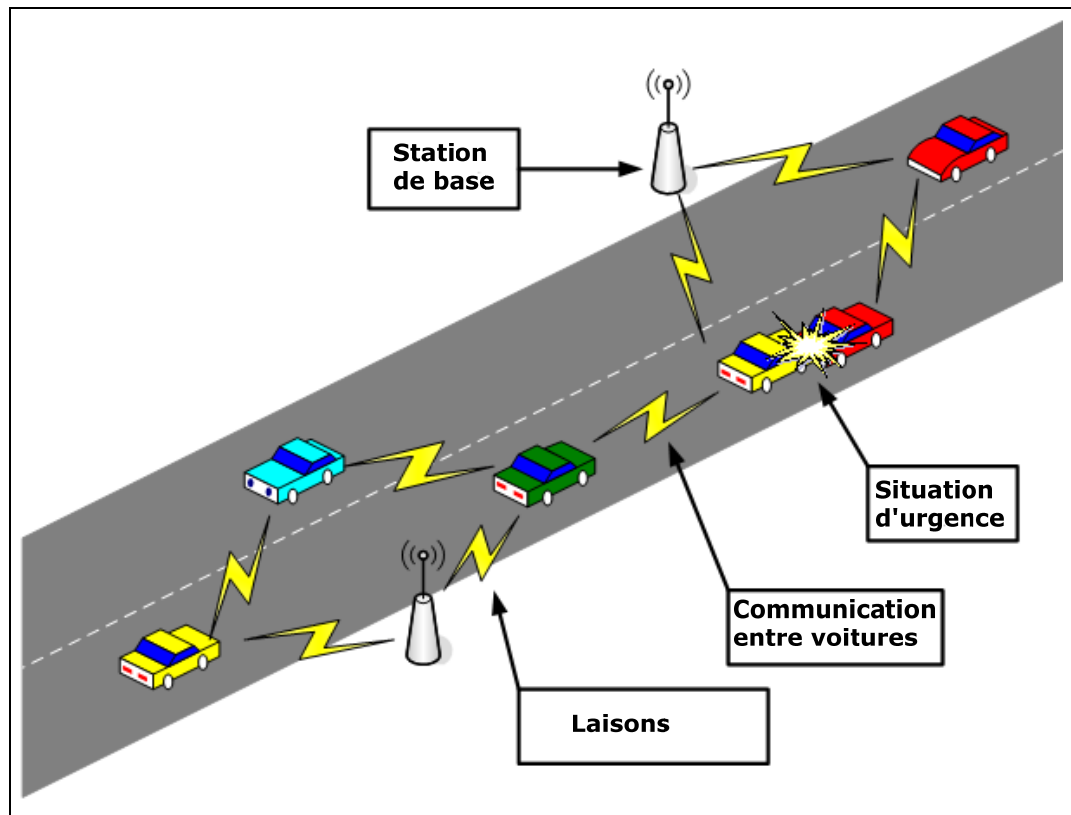 Station
de base
Situation
d'urgence
Communication
entre voitures
Laisons